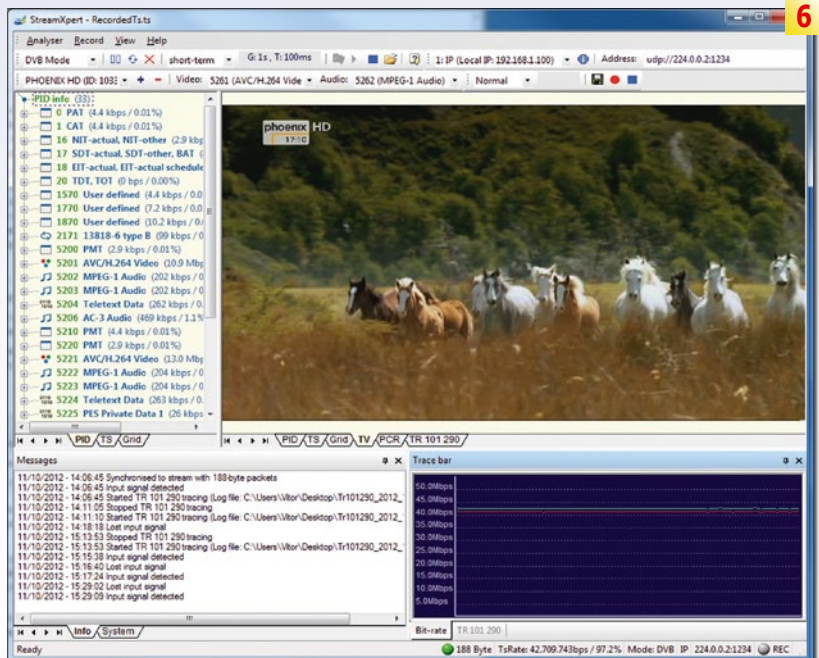 6
StreamXpert - RecordedTs.ts
Analyser Record View Help
DVB Mode short-term G: 1s, T: 100ms 1: IP (Local IP: 192.168.1.100) Address: udp://224.0.0.2:1234
PHOENIX HD (ID: 103 Video: 5261 (AVC/H.264 Vide Audio: 5262 (MPEG-1 Audio) Normal
PID info (33)
0 PAT (4.4 kbps / 0.01%)
1 CAT (4.4 kbps / 0.01%)
16 NIT-actual, NIT-other (2.9 kbp
17 SDT-actual, SDT-other, BAT (
18 EIT-actual, EIT-actual schedule
20 TDT, TOT (0 bps / 0.00%)
1570 User defined (4.4 kbps / 0.0
1770 User defined (7.2 kbps / 0.0
1870 User defined (10.2 kbps / 0.
2171 13818-6 type B (99 kbps / 0
5200 PMT (2.9 kbps / 0.01%)
5201 AVC/H.264 Video (10.9 Mbp
5202 MPEG-1 Audio (202 kbps / 0
5203 MPEG-1 Audio (202 kbps / 0
5204 Teletext Data (262 kbps / 0.
5206 AC-3 Audio (469 kbps / 1.1%
5210 PMT (4.4 kbps / 0.01%)
5220 PMT (2.9 kbps / 0.01%)
5221 AVC/H.264 Video (13.0 Mbp
5222 MPEG-1 Audio (204 kbps / 0
5223 MPEG-1 Audio (204 kbps / 0
5224 Teletext Data (263 kbps / 0.
5225 PES Private Data 1 (26 kbps
PID TS Grid
phoenix HD
17:10
PID TS Grid TV PCR TR 101 290
Messages
11/10/2012 - 14:06:45 Synchronised to stream with 188-byte packets
11/10/2012 - 14:06:45 Input signal detected
11/10/2012 - 14:06:45 Started TR 101 290 tracing (Log file: C:\Users\Vitor\Desktop\Tr101290_2012_
11/10/2012 - 14:11:05 Stopped TR 101 290 tracing
11/10/2012 - 14:11:10 Started TR 101 290 tracing (Log file: C:\Users\Vitor\Desktop\Tr101290_2012_
11/10/2012 - 14:18:18 Lost input signal
11/10/2012 - 15:13:53 Stopped TR 101 290 tracing
11/10/2012 - 15:13:53 Started TR 101 290 tracing (Log file: C:\Users\Vitor\Desktop\Tr101290_2012_
11/10/2012 - 15:15:38 Input signal detected
11/10/2012 - 15:16:40 Lost input signal
11/10/2012 - 15:17:24 Input signal detected
11/10/2012 - 15:29:02 Lost input signal
11/10/2012 - 15:29:09 Input signal detected
Info System
Trace bar
50.0Mbps
45.0Mbps
40.0Mbps
35.0Mbps
30.0Mbps
25.0Mbps
20.0Mbps
15.0Mbps
10.0Mbps
5.0Mbps
Bit-rate TR 101 290
Ready 188 Byte TsRate: 42.709.743bps / 97.2% Mode: DVB IP 224.0.0.2:1234 REC